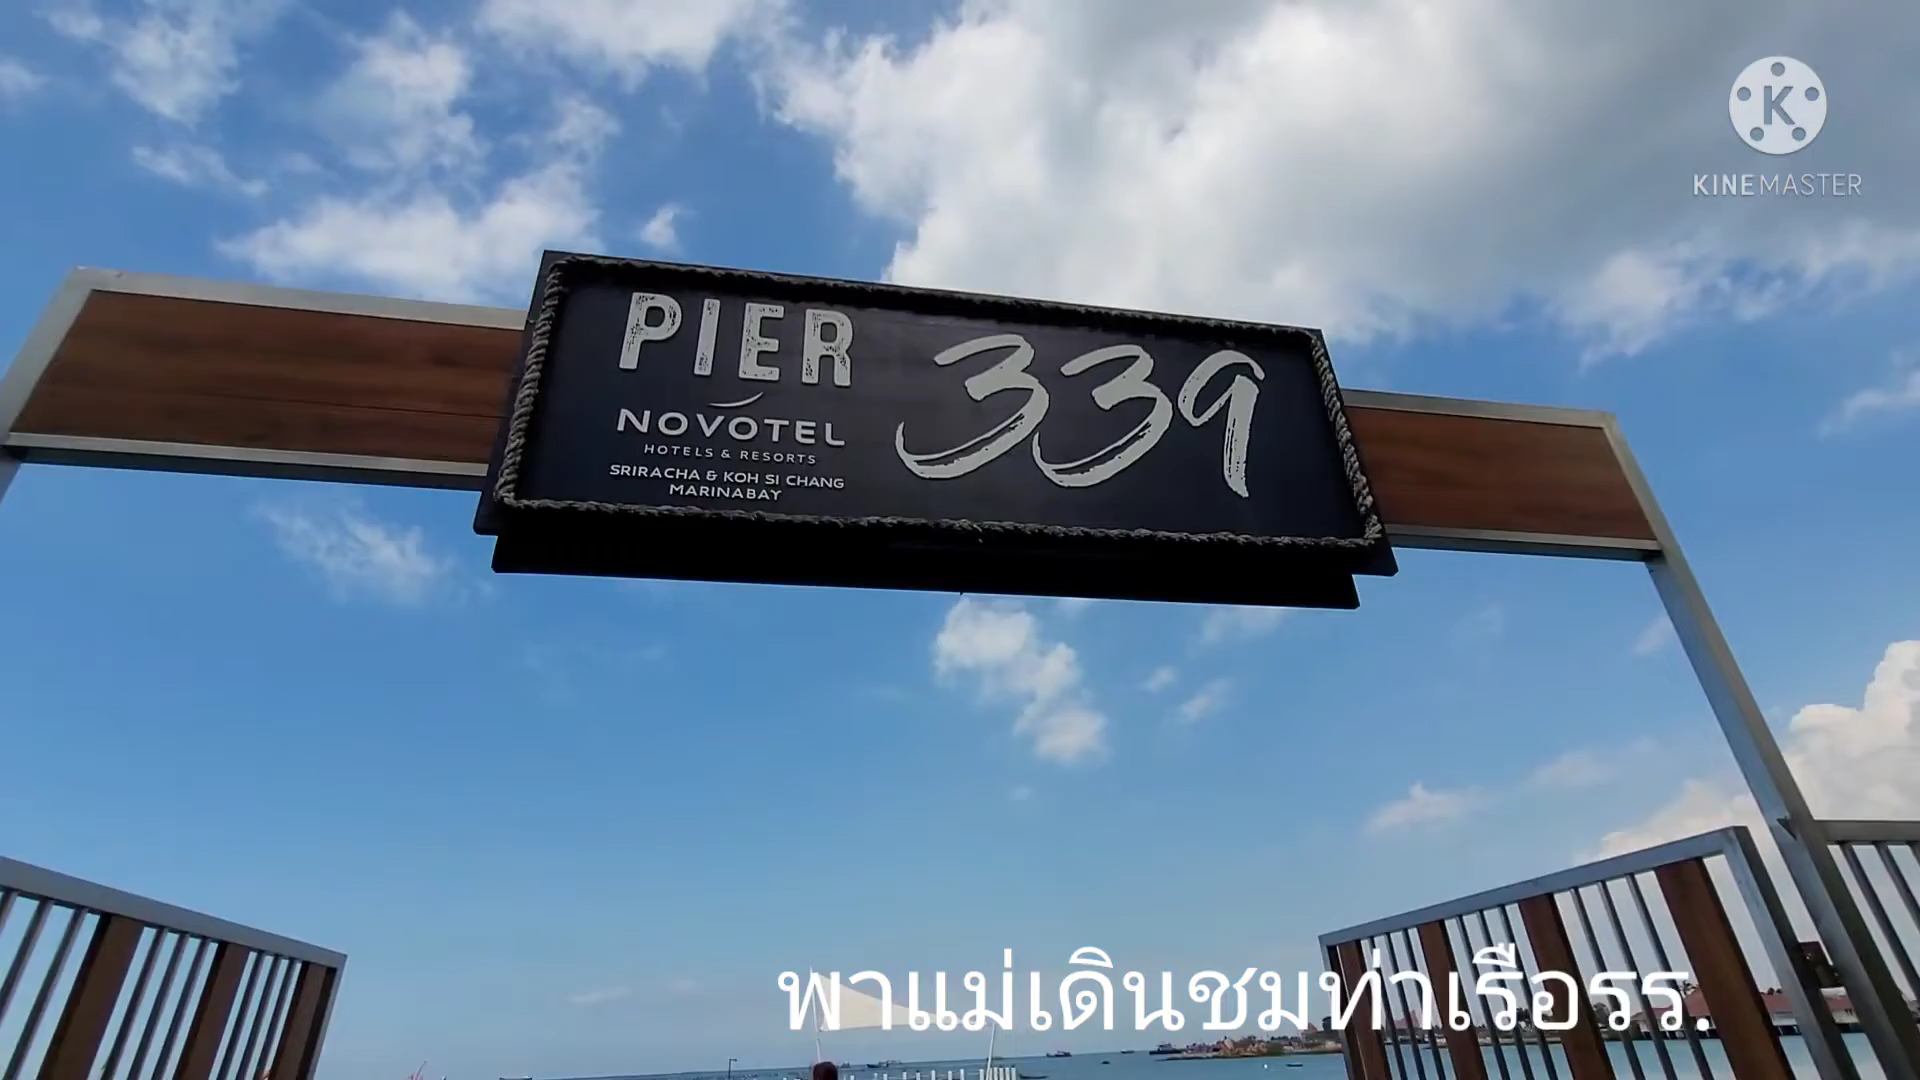 PIER
339
NOVOTEL
HOTELS & RESORTS
SRIRACHA & KOH SI CHANG
MARINABAY
K
KINEMASTER
พาแม่เดินชมท่าเรือรร.